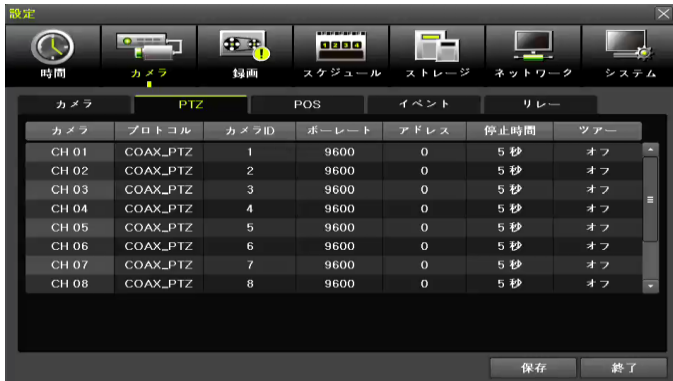 設定
時間 カメラ 録画 スケジュール ストレージ ネットワーク システム
カメラ PTZ POS イベント リレー
カメラ プロトコル カメラID ボーレート アドレス 停止時間 ツアー
CH 01 COAX_PTZ 1 9600 0 5 秒 オフ
CH 02 COAX_PTZ 2 9600 0 5 秒 オフ
CH 03 COAX_PTZ 3 9600 0 5 秒 オフ
CH 04 COAX_PTZ 4 9600 0 5 秒 オフ
CH 05 COAX_PTZ 5 9600 0 5 秒 オフ
CH 06 COAX_PTZ 6 9600 0 5 秒 オフ
CH 07 COAX_PTZ 7 9600 0 5 秒 オフ
CH 08 COAX_PTZ 8 9600 0 5 秒 オフ
保存 終了